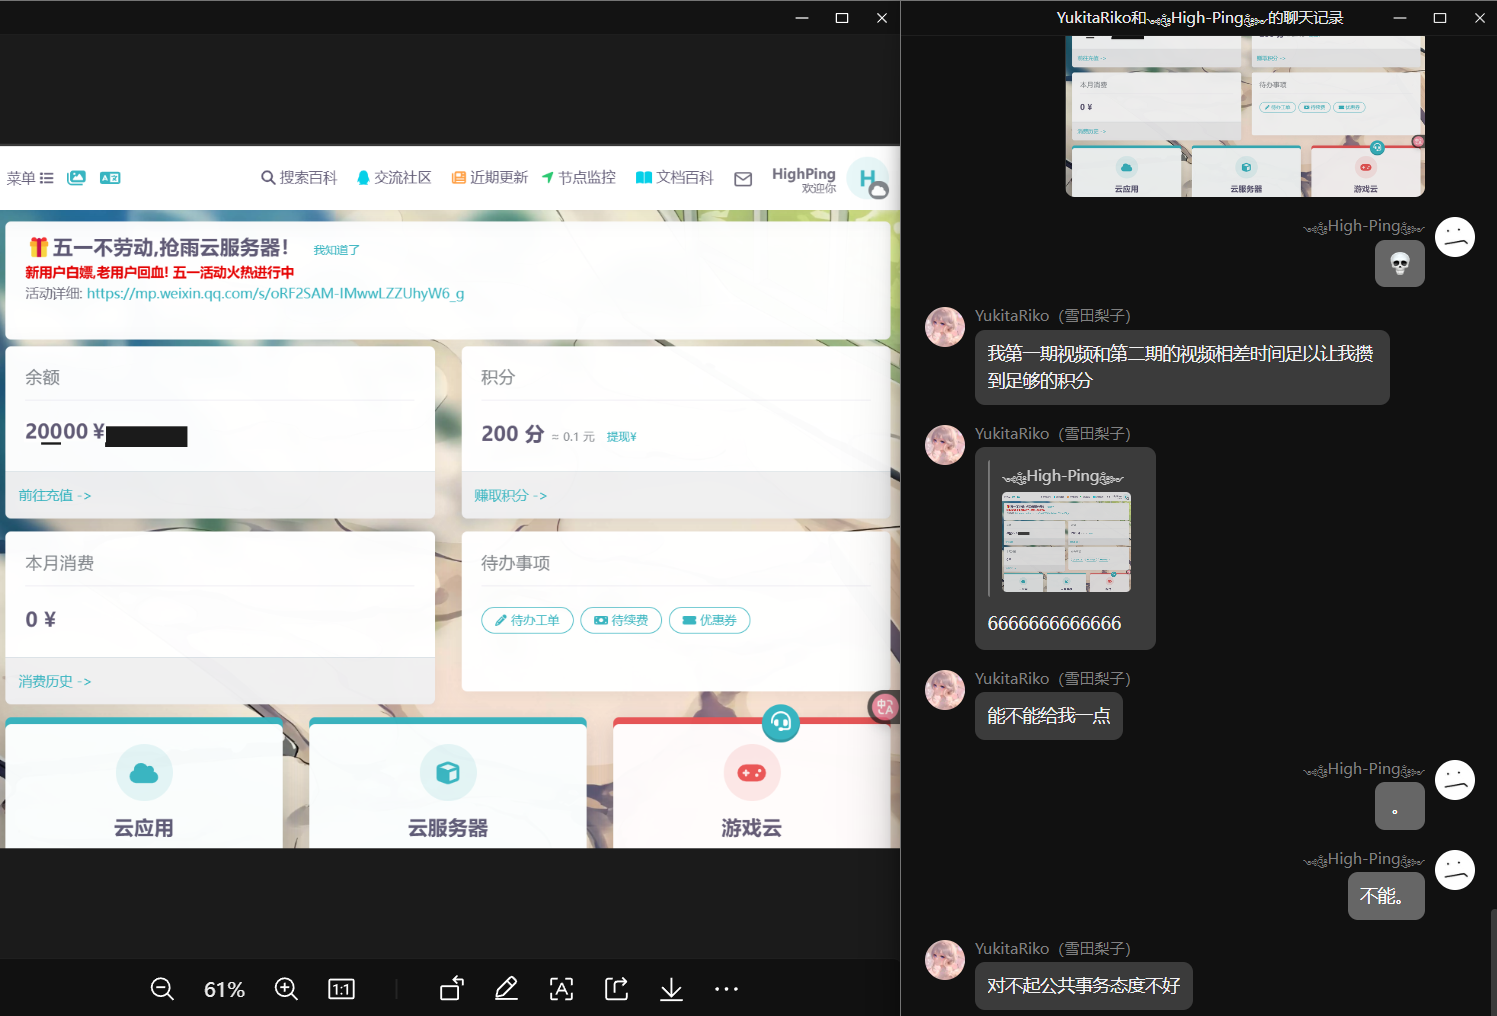 菜单
搜索百科
交流社区
近期更新
节点监控
文档百科
HighPing
欢迎你
H
五一不劳动,抢雨云服务器!
我知道了
新用户白嫖,老用户回血! 五一活动火热进行中
活动详细: https://mp.weixin.qq.com/s/oRF2SAM-IMwwLZZUhyW6_g
余额
20000 ¥
前往充值 ->
积分
200 分 ≈ 0.1 元 提现¥
赚取积分 ->
本月消费
0 ¥
消费历史 ->
待办事项
待办工单
待续费
优惠券
云应用
云服务器
游戏云
61%
1:1
YukitaRiko和High-Ping的聊天记录
前往充值 ->
赚取积分 ->
本月消费
0 ¥
消费历史 ->
待办事项
待办工单
待续费
优惠券
云应用
云服务器
游戏云
High-Ping
YukitaRiko（雪田梨子）
我第一期视频和第二期的视频相差时间足以让我攒
到足够的积分
YukitaRiko（雪田梨子）
High-Ping
6666666666666
YukitaRiko（雪田梨子）
能不能给我一点
High-Ping
。
High-Ping
不能。
YukitaRiko（雪田梨子）
对不起公共事务态度不好